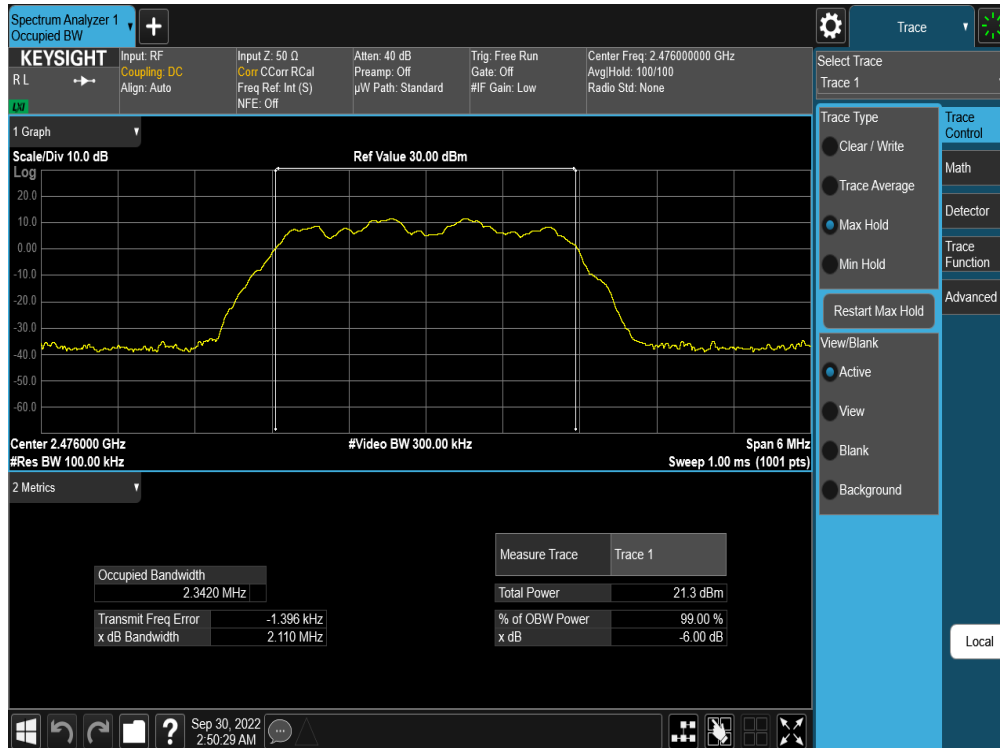 Spectrum Analyzer 1
Occupied BW
+
Trace
KEYSIGHT
R L
LXI
Input: RF
Coupling: DC
Align: Auto
Input Z: 50 Ω
Corr CCorr RCal
Freq Ref: Int (S)
NFE: Off
Atten: 40 dB
Preamp: Off
µW Path: Standard
Trig: Free Run
Gate: Off
#IF Gain: Low
Center Freq: 2.476000000 GHz
Avg|Hold: 100/100
Radio Std: None
Select Trace
Trace 1
1 Graph
Scale/Div 10.0 dB
Ref Value 30.00 dBm
Log
20.0
10.0
0.00
-10.0
-20.0
-30.0
-40.0
-50.0
-60.0
Center 2.476000 GHz
#Video BW 300.00 kHz
Span 6 MHz
#Res BW 100.00 kHz
Sweep 1.00 ms (1001 pts)
2 Metrics
Measure Trace
Trace 1
Occupied Bandwidth
2.3420 MHz
Total Power
21.3 dBm
Transmit Freq Error
-1.396 kHz
% of OBW Power
99.00 %
x dB Bandwidth
2.110 MHz
x dB
-6.00 dB
Trace Type
Clear / Write
Trace Average
Max Hold
Min Hold
Restart Max Hold
View/Blank
Active
View
Blank
Background
Trace
Control
Math
Detector
Trace
Function
Advanced
Local
?
Sep 30, 2022
2:50:29 AM